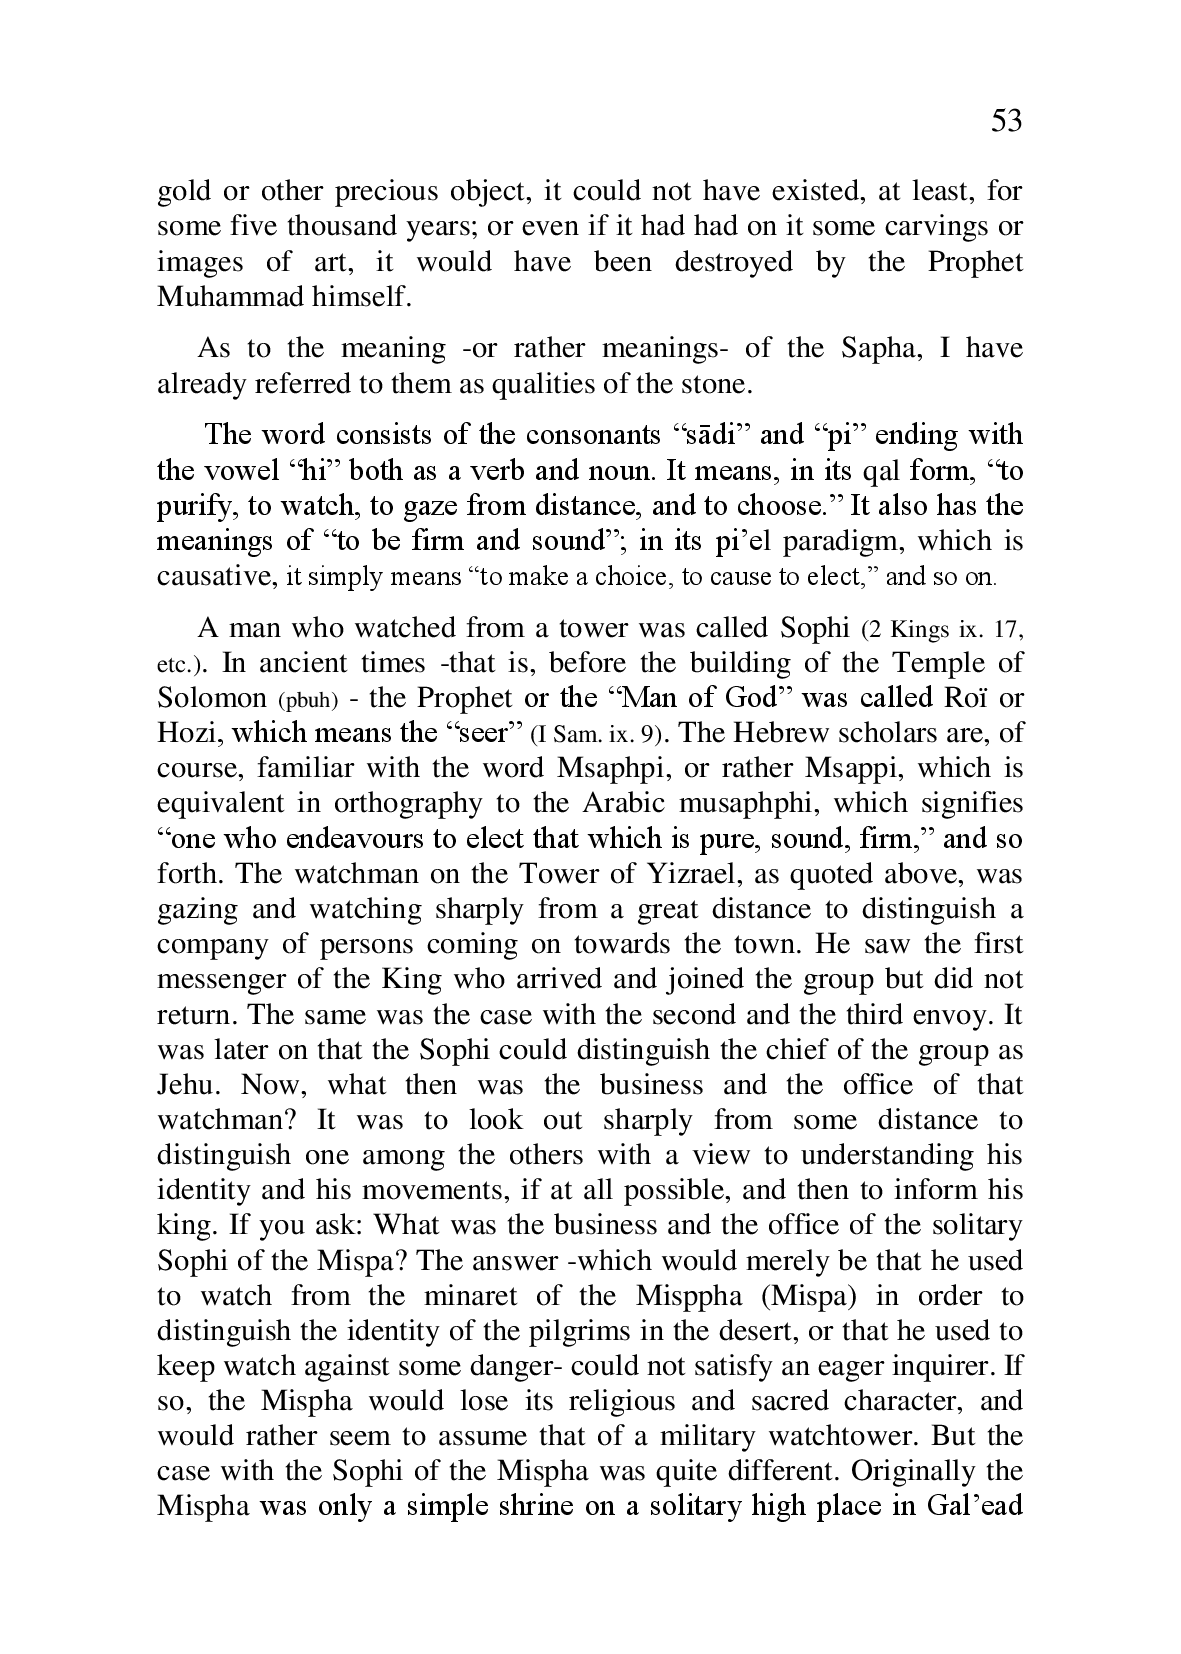 53
gold or other precious object, it could not have existed, at least, for
some five thousand years; or even if it had had on it some carvings or
images of art, it would have been destroyed by the Prophet
Muhammad himself.
As to the meaning -or rather meanings- of the Sapha, I have
already referred to them as qualities of the stone.
The word consists of the consonants “sādi” and “pi” ending with
the vowel “hi” both as a verb and noun. It means, in its qal form, “to
purify, to watch, to gaze from distance, and to choose.” It also has the
meanings of “to be firm and sound”; in its pi’el paradigm, which is
causative, it simply means “to make a choice, to cause to elect,” and so on.
A man who watched from a tower was called Sophi (2 Kings ix. 17,
etc.). In ancient times -that is, before the building of the Temple of
Solomon (pbuh) - the Prophet or the “Man of God” was called Roï or
Hozi, which means the “seer” (I Sam. ix. 9). The Hebrew scholars are, of
course, familiar with the word Msaphpi, or rather Msappi, which is
equivalent in orthography to the Arabic musaphphi, which signifies
“one who endeavours to elect that which is pure, sound, firm,” and so
forth. The watchman on the Tower of Yizrael, as quoted above, was
gazing and watching sharply from a great distance to distinguish a
company of persons coming on towards the town. He saw the first
messenger of the King who arrived and joined the group but did not
return. The same was the case with the second and the third envoy. It
was later on that the Sophi could distinguish the chief of the group as
Jehu. Now, what then was the business and the office of that
watchman? It was to look out sharply from some distance to
distinguish one among the others with a view to understanding his
identity and his movements, if at all possible, and then to inform his
king. If you ask: What was the business and the office of the solitary
Sophi of the Mispa? The answer -which would merely be that he used
to watch from the minaret of the Misppha (Mispa) in order to
distinguish the identity of the pilgrims in the desert, or that he used to
keep watch against some danger- could not satisfy an eager inquirer. If
so, the Mispha would lose its religious and sacred character, and
would rather seem to assume that of a military watchtower. But the
case with the Sophi of the Mispha was quite different. Originally the
Mispha was only a simple shrine on a solitary high place in Gal’ead